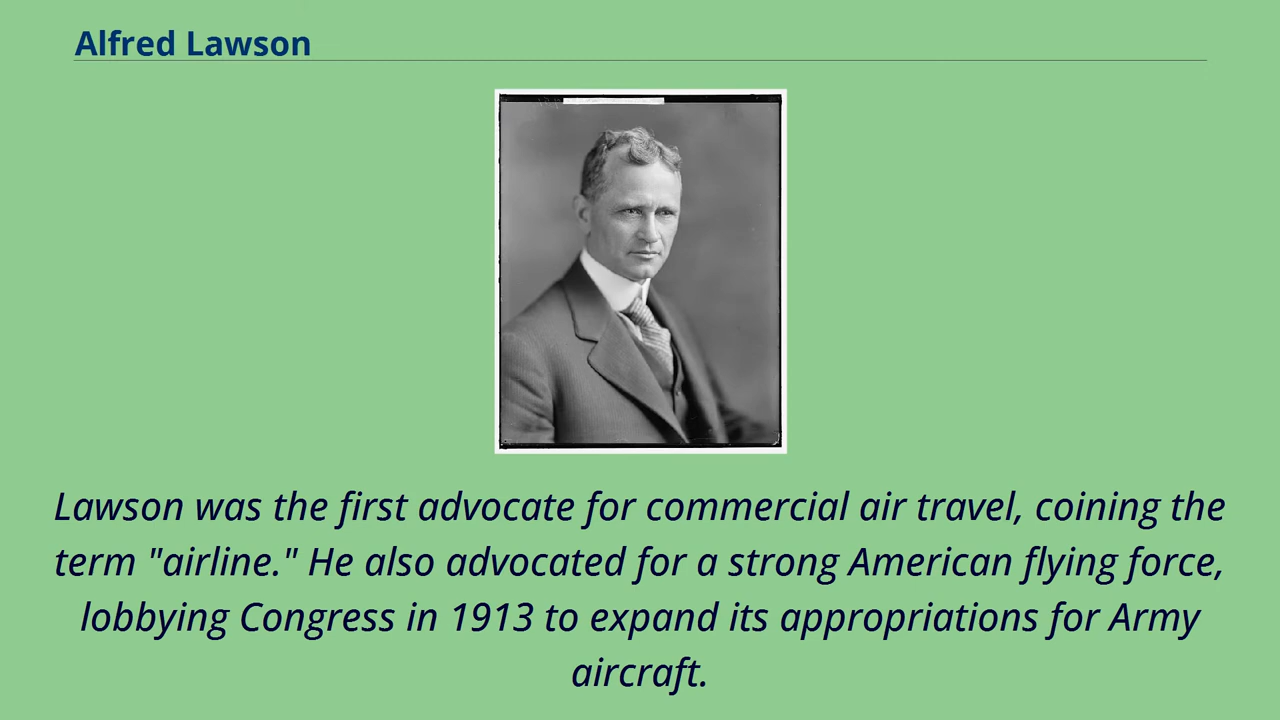 Alfred Lawson
Lawson was the first advocate for commercial air travel, coining the
term "airline." He also advocated for a strong American flying force,
lobbying Congress in 1913 to expand its appropriations for Army
aircraft.